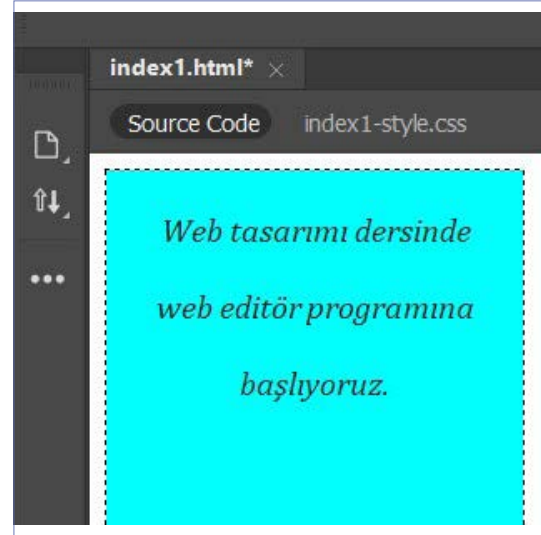 index1.html* ×
Source Code index1-style.css
Web tasarımı dersinde
web editör programına
başlıyoruz.